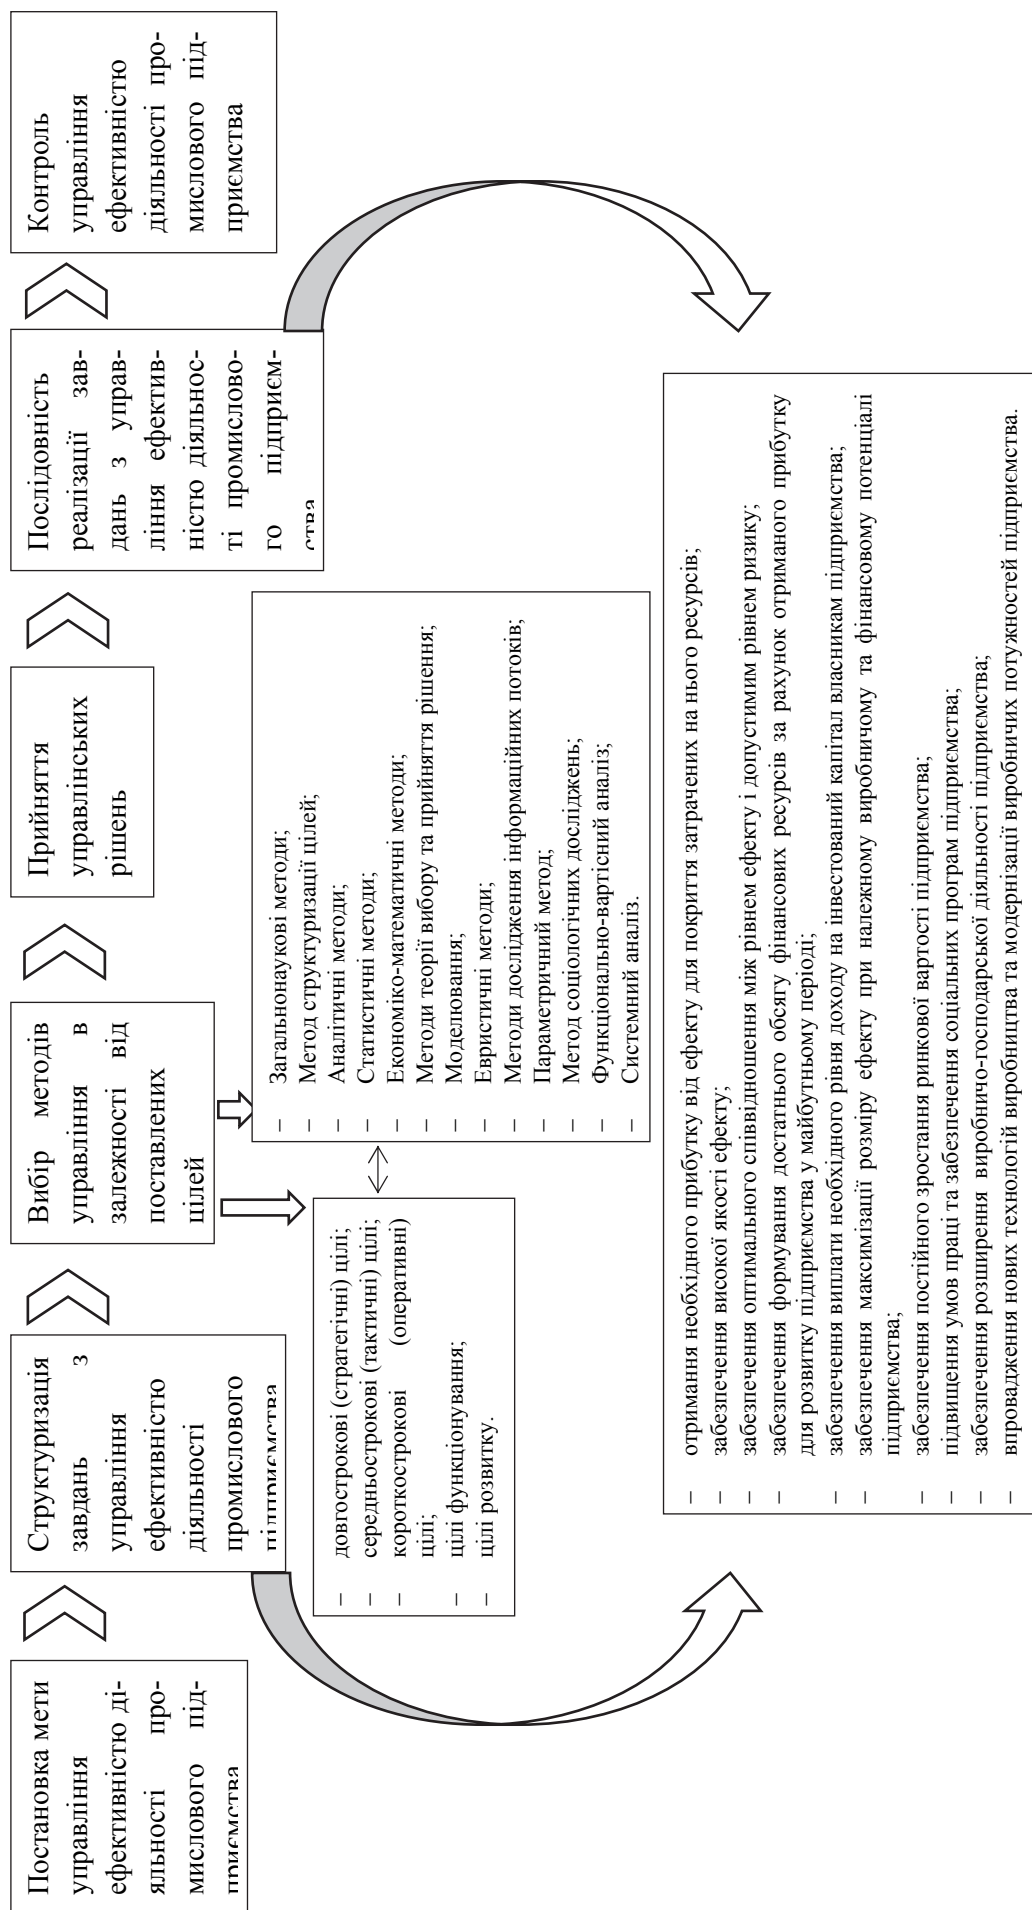 Постановка мети
управління
ефективністю ді-
яльності про-
мислового під-
приємства
Структуризація
завдань з
управління
ефективністю
діяльності
промислового
підприємства
Вибір методів
управління в
залежності від
поставлених
цілей
Прийняття
управлінських
рішень
Послідовність
реалізації зав-
дань з управ-
ління ефектив-
ністю діяльнос-
ті промислово-
го підприєм-
ства
Контроль
управління
ефективністю
діяльності про-
мислового під-
приємства
– довгострокові (стратегічні) цілі;
– середньострокові (тактичні) цілі;
– короткострокові (оперативні)
цілі;
– цілі функціонування;
– цілі розвитку.
– Загальнонаукові методи;
– Метод структуризації цілей;
– Аналітичні методи;
– Статистичні методи;
– Економіко-математичні методи;
– Методи теорії вибору та прийняття рішення;
– Моделювання;
– Евристичні методи;
– Методи дослідження інформаційних потоків;
– Параметричний метод;
– Метод соціологічних досліджень;
– Функціонально-вартісний аналіз;
– Системний аналіз.
– отримання необхідного прибутку від ефекту для покриття затрачених на нього ресурсів;
– забезпечення високої якості ефекту;
– забезпечення оптимального співвідношення між рівнем ефекту і допустимим рівнем ризику;
– забезпечення формування достатнього обсягу фінансових ресурсів за рахунок отриманого прибутку
для розвитку підприємства у майбутньому періоді;
– забезпечення виплати необхідного рівня доходу на інвестований капітал власникам підприємства;
– забезпечення максимізації розміру ефекту при належному виробничому та фінансовому потенціалі
підприємства;
– забезпечення постійного зростання ринкової вартості підприємства;
– підвищення умов праці та забезпечення соціальних програм підприємства;
– забезпечення розширення виробничо-господарської діяльності підприємства;
– впровадження нових технологій виробництва та модернізації виробничих потужностей підприємства.